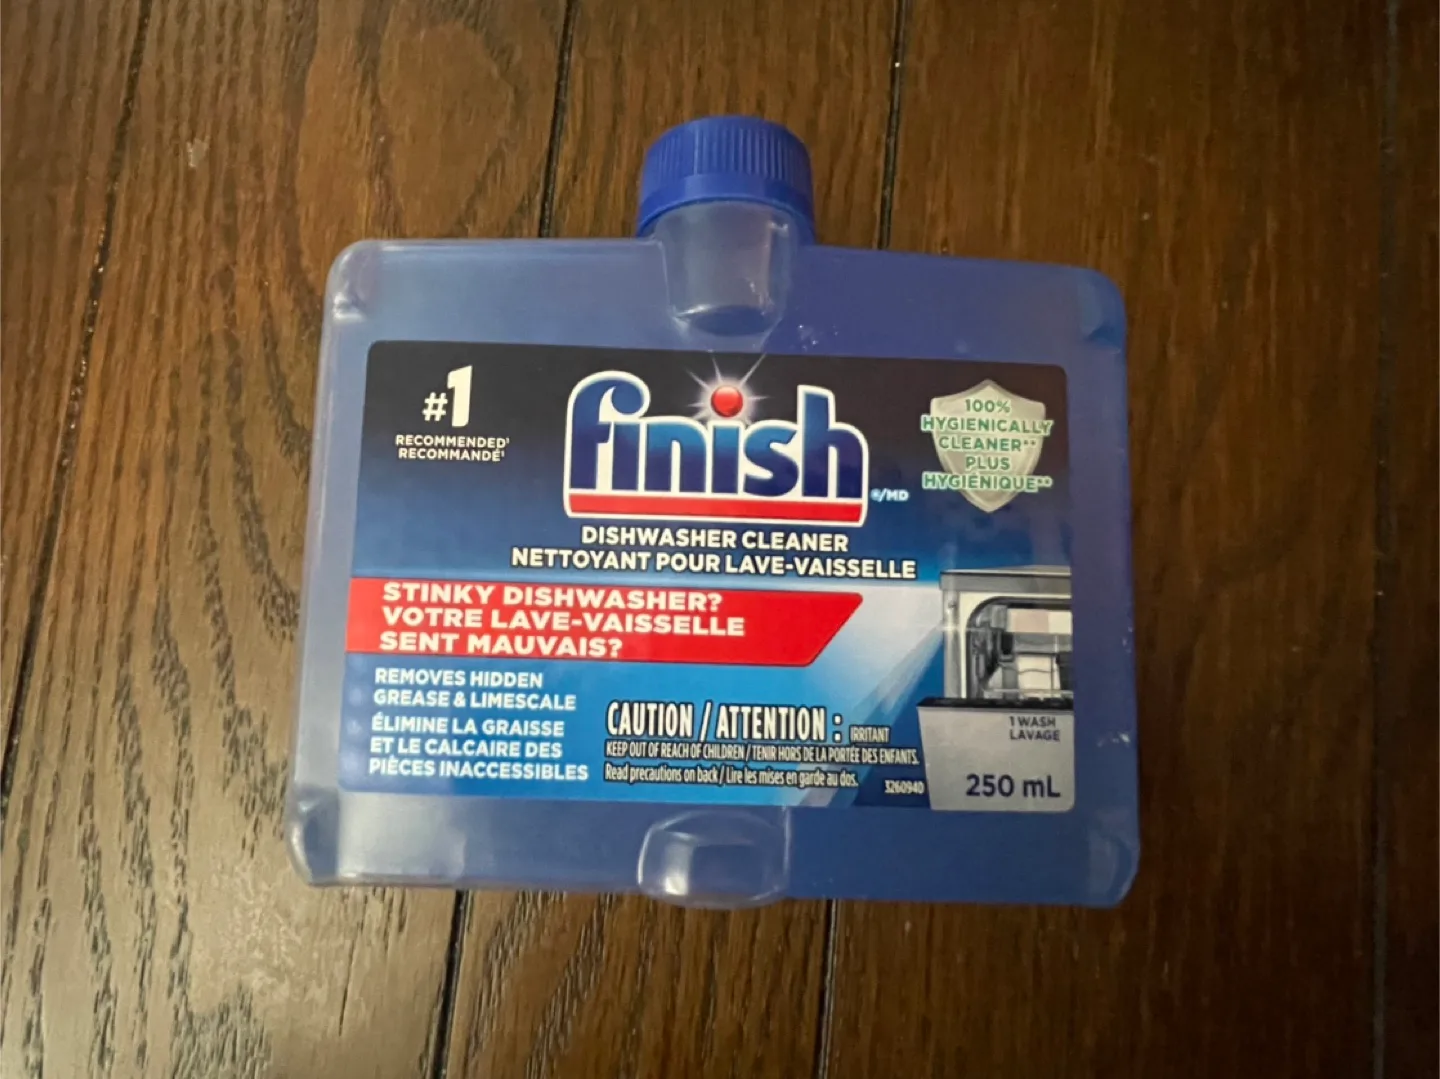 #1
RECOMMENDED¹
RECOMMANDÉ¹
finish
®/MD
100%
HYGIENICALLY
CLEANER**
PLUS
HYGIÉNIQUE**
DISHWASHER CLEANER
NETTOYANT POUR LAVE-VAISSELLE
STINKY DISHWASHER?
VOTRE LAVE-VAISSELLE
SENT MAUVAIS?
REMOVES HIDDEN
GREASE & LIMESCALE
ÉLIMINE LA GRAISSE
ET LE CALCAIRE DES
PIÈCES INACCESSIBLES
CAUTION / ATTENTION : IRRITANT
KEEP OUT OF REACH OF CHILDREN / TENIR HORS DE LA PORTÉE DES ENFANTS.
Read precautions on back / Lire les mises en garde au dos.
3260940
1 WASH
LAVAGE
250 mL